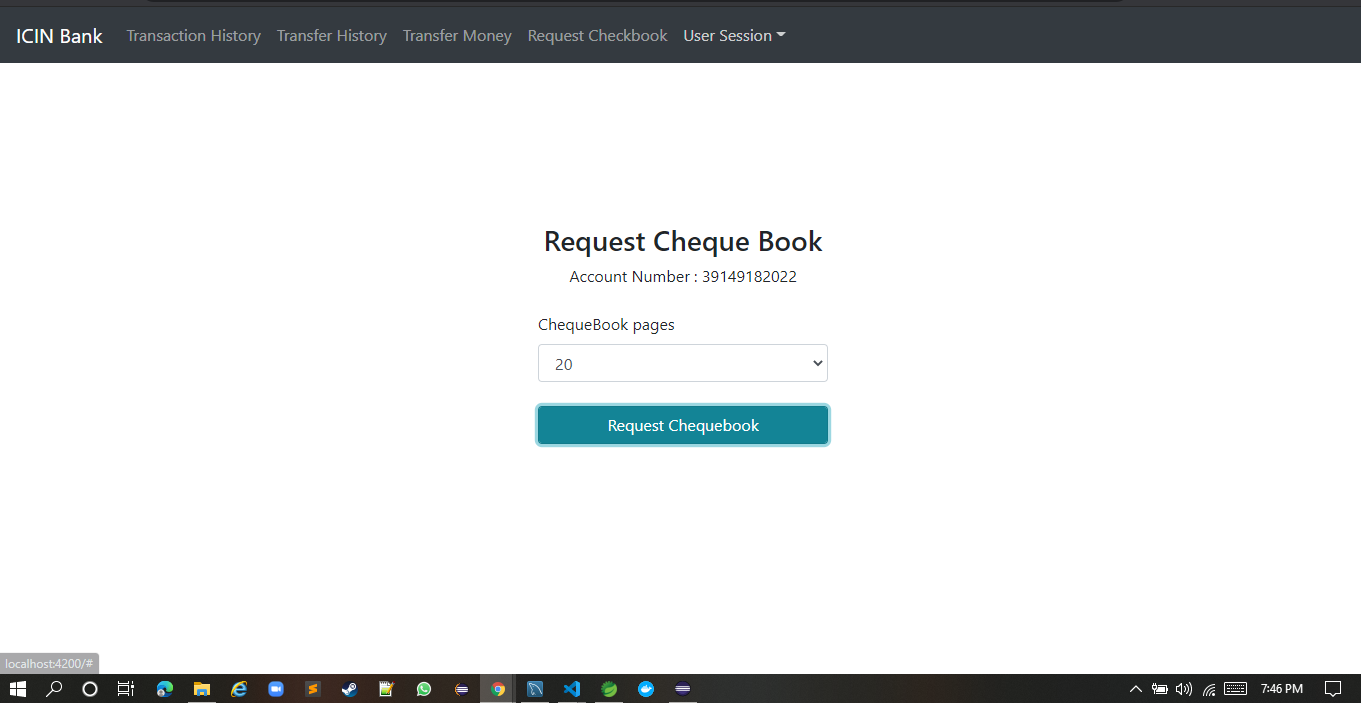 ICIN Bank Transaction History Transfer History Transfer Money Request Checkbook User Session
Request Cheque Book
Account Number : 39149182022
ChequeBook pages
20
Request Chequebook
localhost:4200/#
7:46 PM